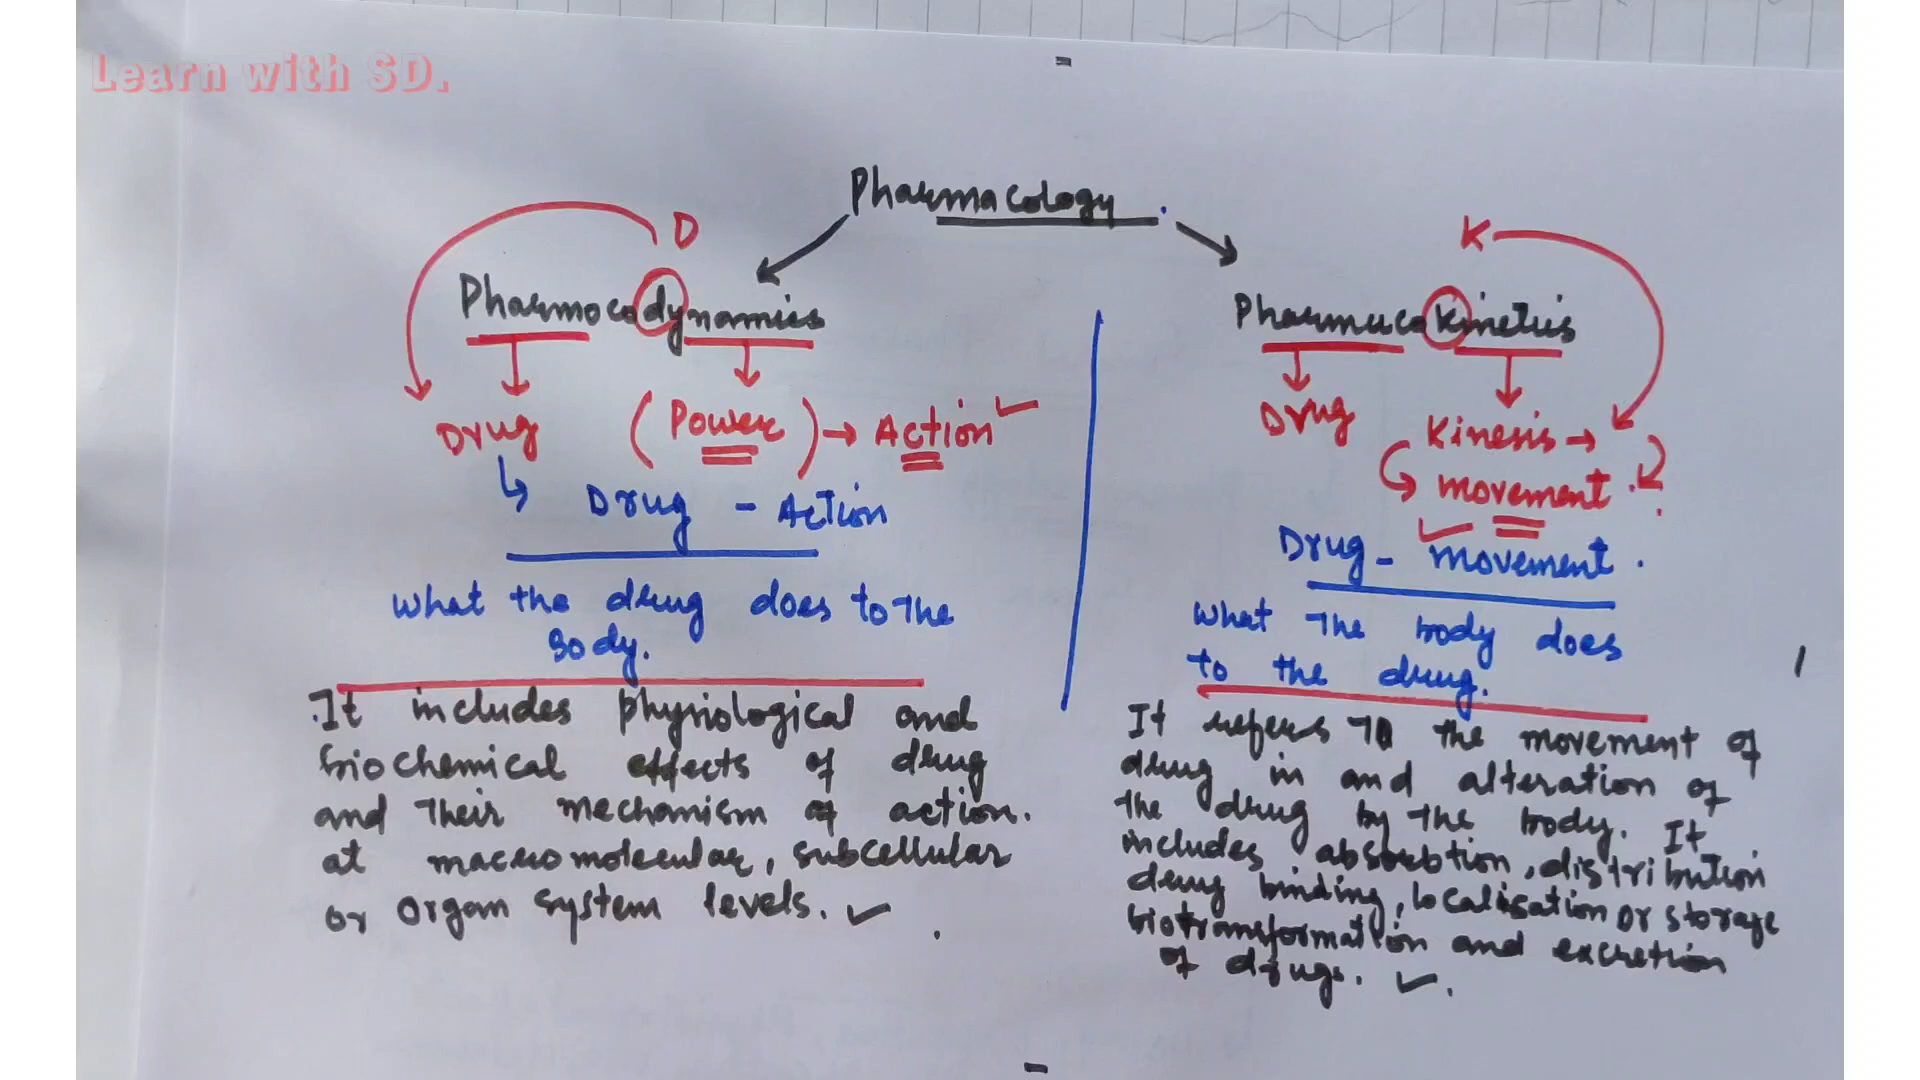 Learn with SD.
Pharmacology
D
Pharmocodynamics
Drug (Power) → Action ✓
↳ Drug - Action
what the drug does to the
Body.
It includes physiological and
biochemical effects of drug
and their mechanism of action.
at macromolecular, subcellular
or organ system levels. ✓
K
Pharmucokinetics
Drug Kinesis →
movement.
Drug - movement.
what the body does
to the drug.
It refers to the movement of
drug in and alteration of
the drug by the body. It
includes absorbtion, distribution
drug binding, localisation or storage
biotransformation and excretion
of drugs. ✓.